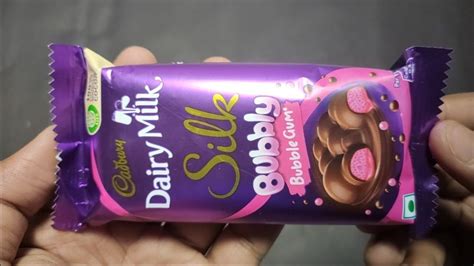 Cadbury
Dairy Milk
Silk
Bubbly
Bubble Gum